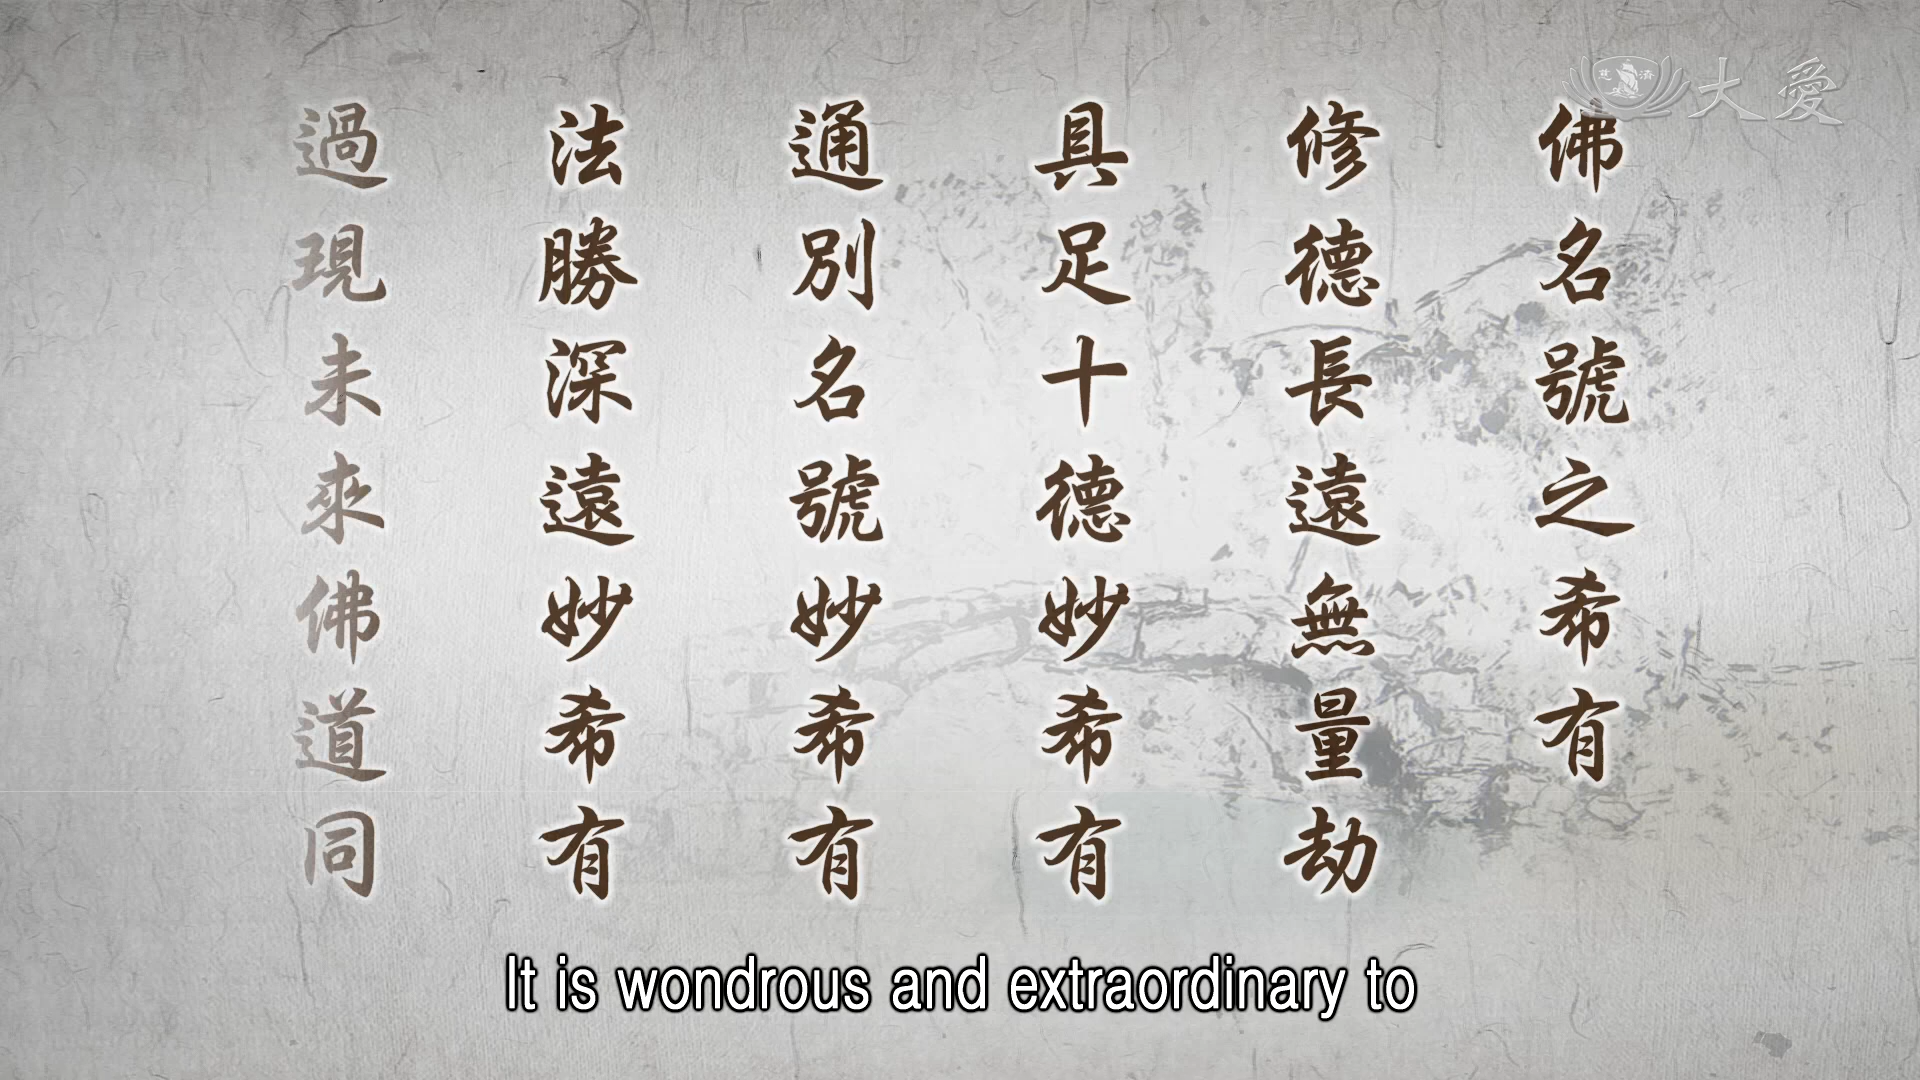 佛名號之希有
修德長遠無量劫
具足十德妙希有
通別名號妙希有
法勝深遠妙希有
過現未來佛道同
It is wondrous and extraordinary to
慈濟
大愛